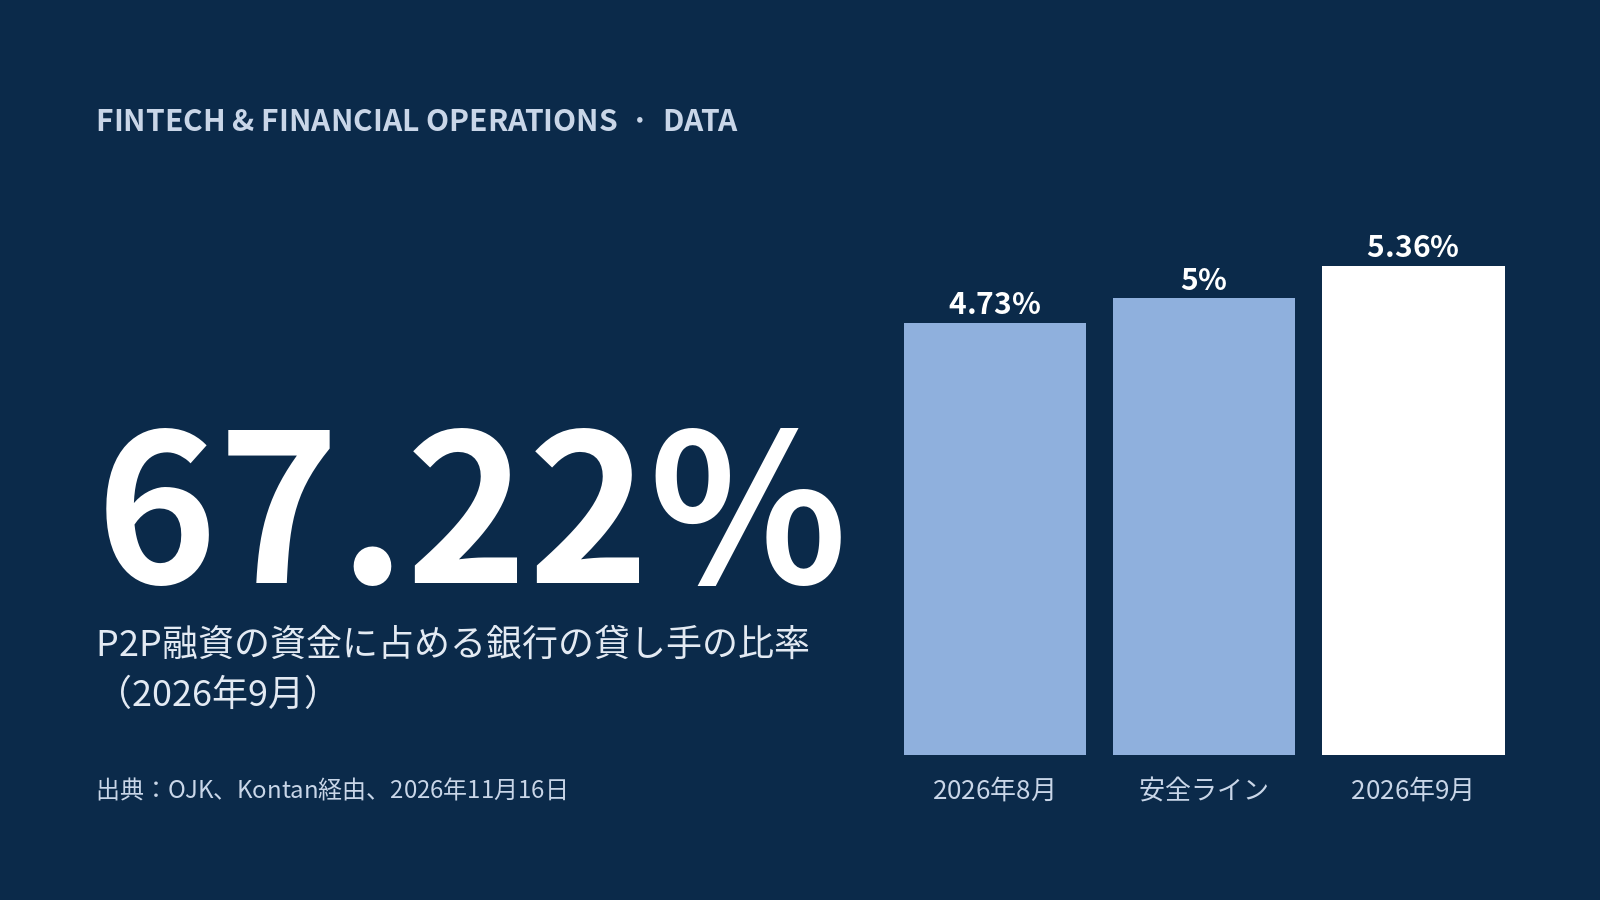 FINTECH & FINANCIAL OPERATIONS · DATA
67.22%
P2P融資の資金に占める銀行の貸し手の比率
（2026年9月）
出典：OJK、Kontan経由、2026年11月16日
4.73%
5%
5.36%
2026年8月
安全ライン
2026年9月